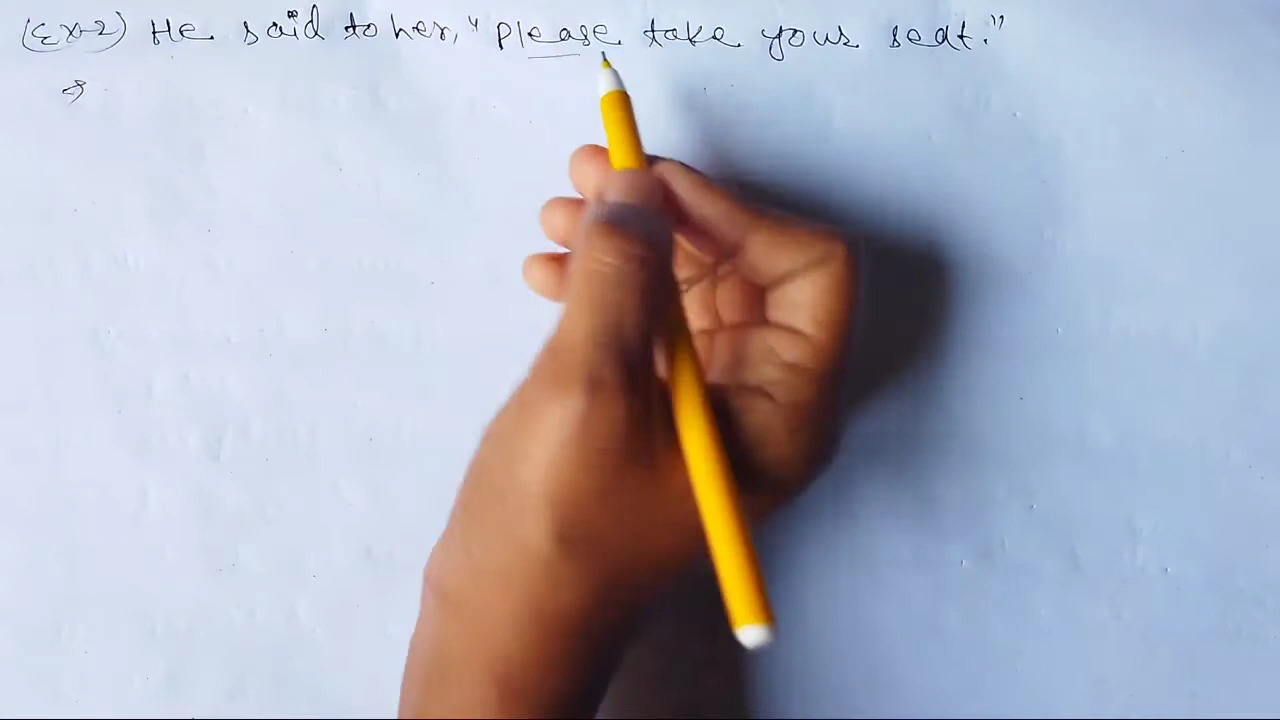 (Ex-2) He said to her, "please take your seat."
⇒